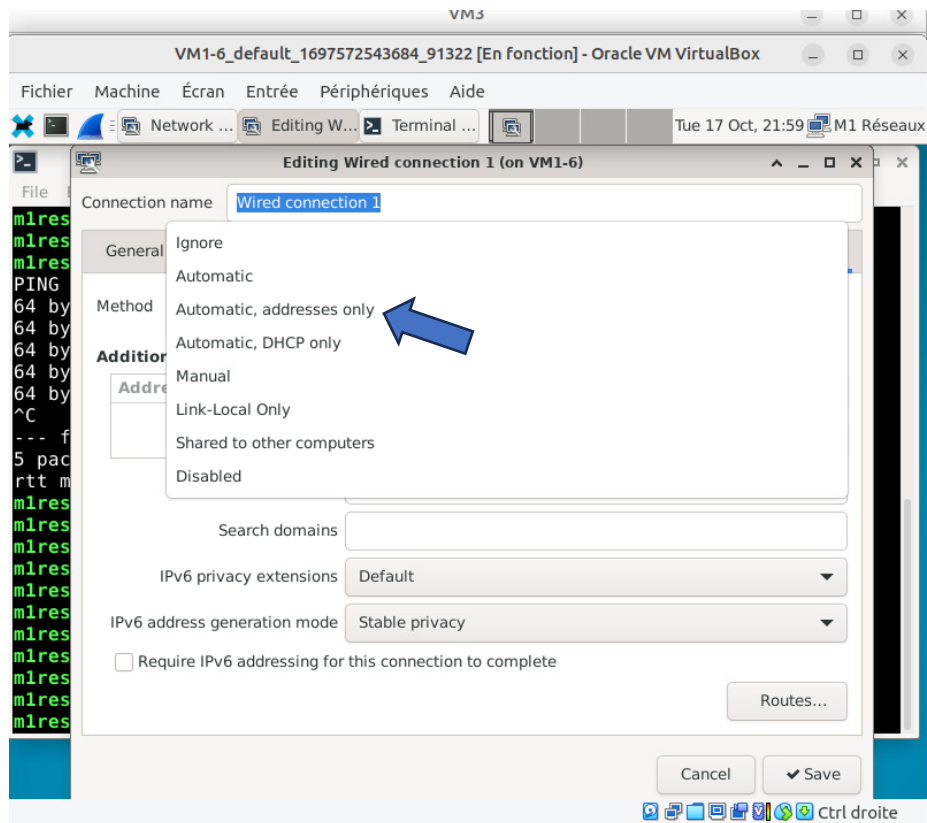 VM3
VM1-6_default_1697572543684_91322 [En fonction] - Oracle VM VirtualBox
Fichier Machine Écran Entrée Périphériques Aide
Network ... Editing W... Terminal ... Tue 17 Oct, 21:59 M1 Réseaux
Editing Wired connection 1 (on VM1-6)
File
Connection name Wired connection 1
m1res
m1res
m1res
General
Ignore
Automatic
PING
64 by
Method
Automatic, addresses only
64 by
64 by
Automatic, DHCP only
Addition
64 by
Manual
Addre
64 by
^C
Link-Local Only
--- f
Shared to other computers
5 pac
rtt m
Disabled
m1res
m1res
Search domains
m1res
m1res
IPv6 privacy extensions Default
m1res
m1res
IPv6 address generation mode Stable privacy
m1res
m1res
Require IPv6 addressing for this connection to complete
m1res
m1res
Routes...
m1res
Cancel Save
Ctrl droite